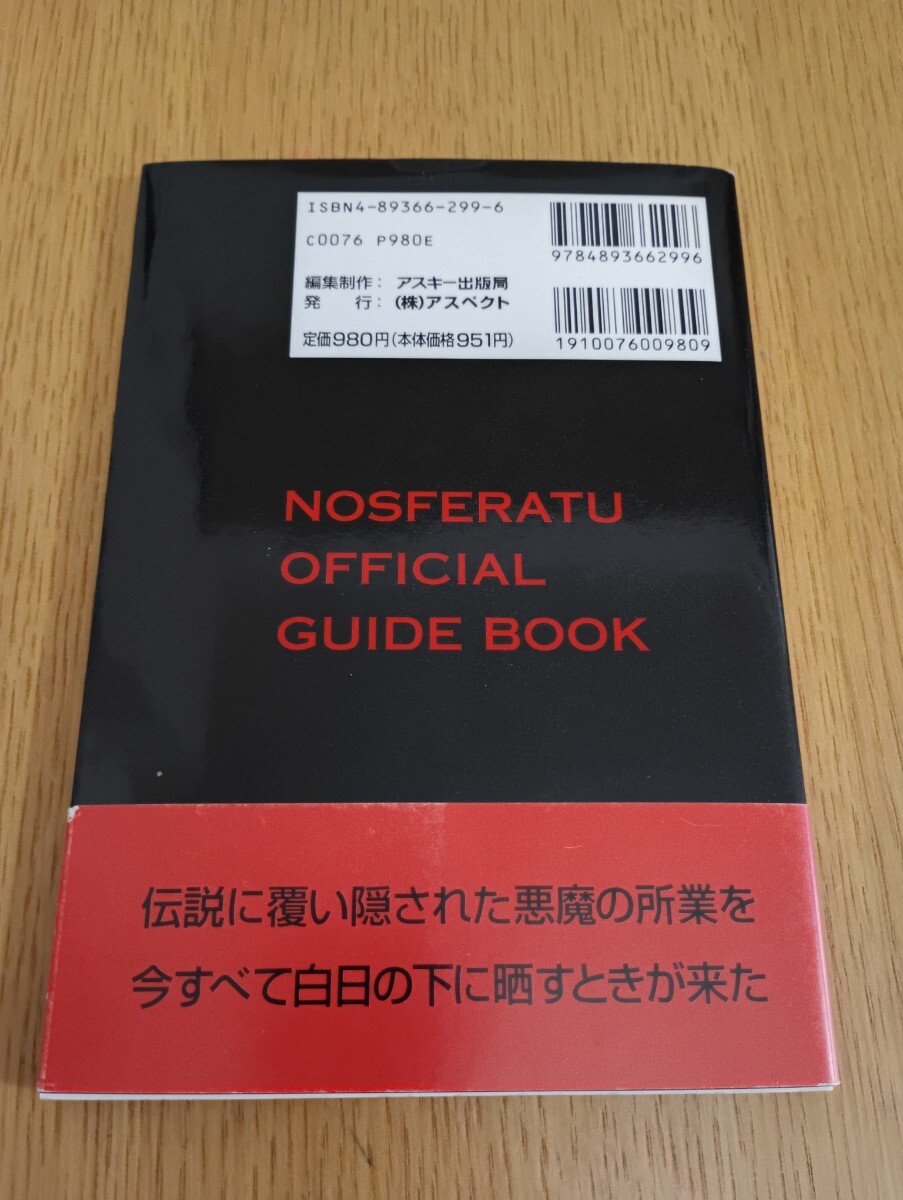 ISBN4-89366-299-6
C0076 P980E
編集制作：アスキー出版局
発　行：(株)アスペクト
定価980円(本体価格951円)
9784893662996
1910076009809
NOSFERATU
OFFICIAL
GUIDE BOOK
伝説に覆い隠された悪魔の所業を
今すべて白日の下に晒すときが来た